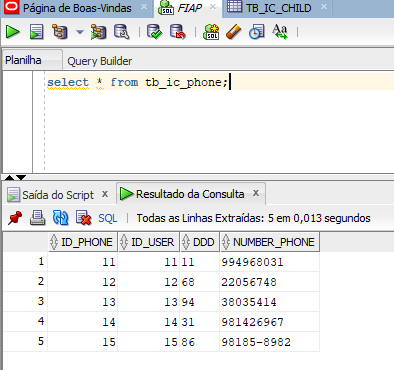 Página de Boas-Vindas FIAP TB_IC_CHILD
SQL Aa
Planilha Query Builder
select * from tb_ic_phone;
Saída do Script x Resultado da Consulta x
SQL | Todas as Linhas Extraídas: 5 em 0,013 segundos
ID_PHONE ID_USER DDD NUMBER_PHONE
1 11 11 11 994968031
2 12 12 68 22056748
3 13 13 94 38035414
4 14 14 31 981426967
5 15 15 86 98185-8982